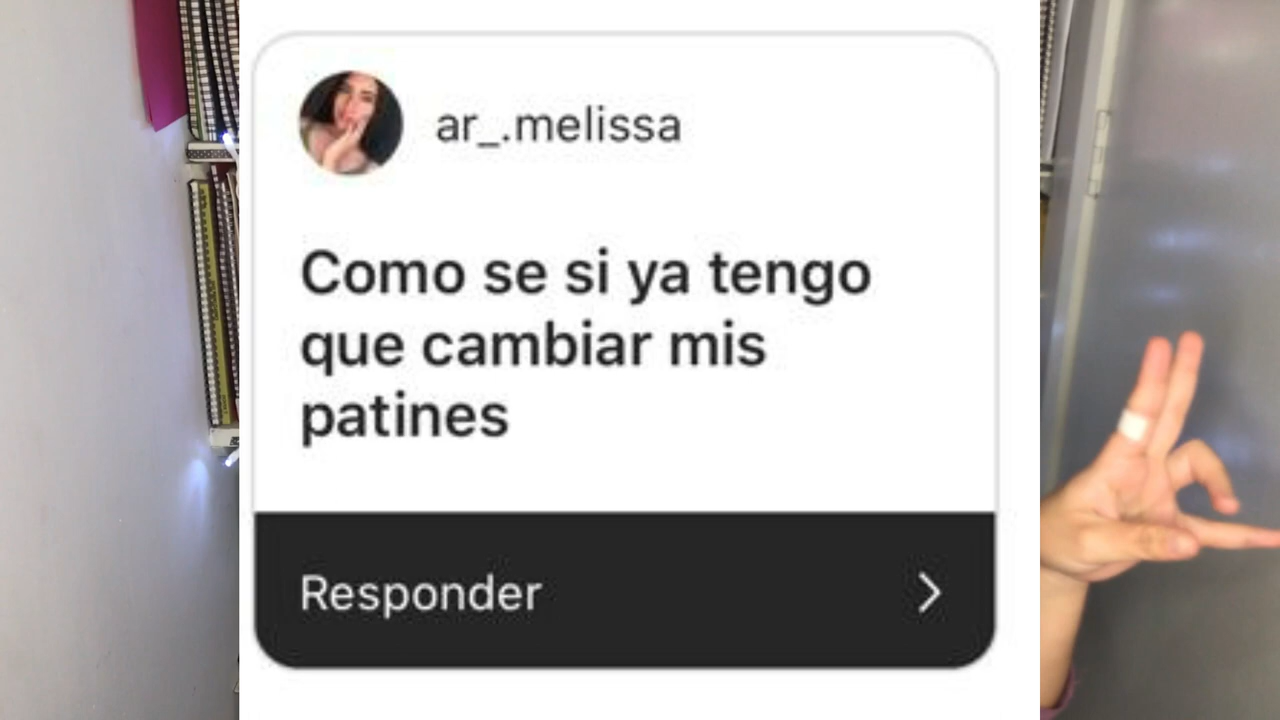 ar_.melissa
Como se si ya tengo
que cambiar mis
patines
Responder